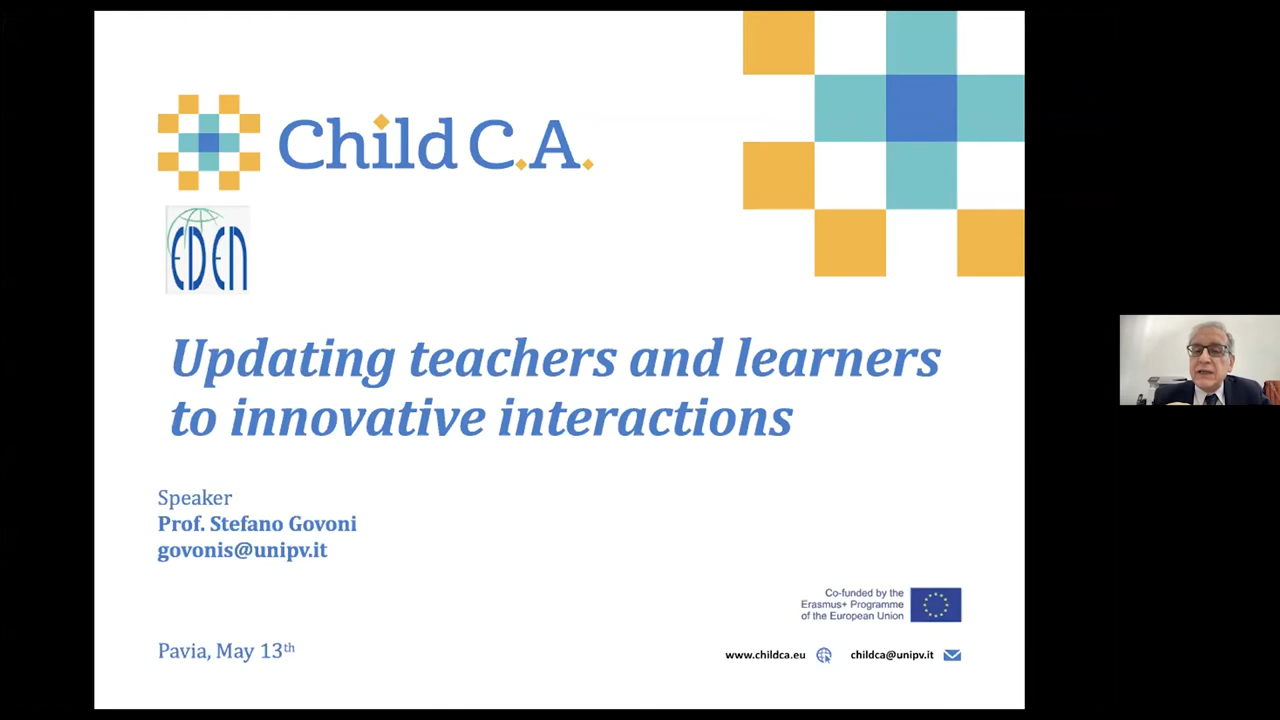 Child C.A.
EDEN
Updating teachers and learners
to innovative interactions
Speaker
Prof. Stefano Govoni
govonis@unipv.it
Co-funded by the
Erasmus+ Programme
of the European Union
Pavia, May 13th
www.childca.eu childca@unipv.it